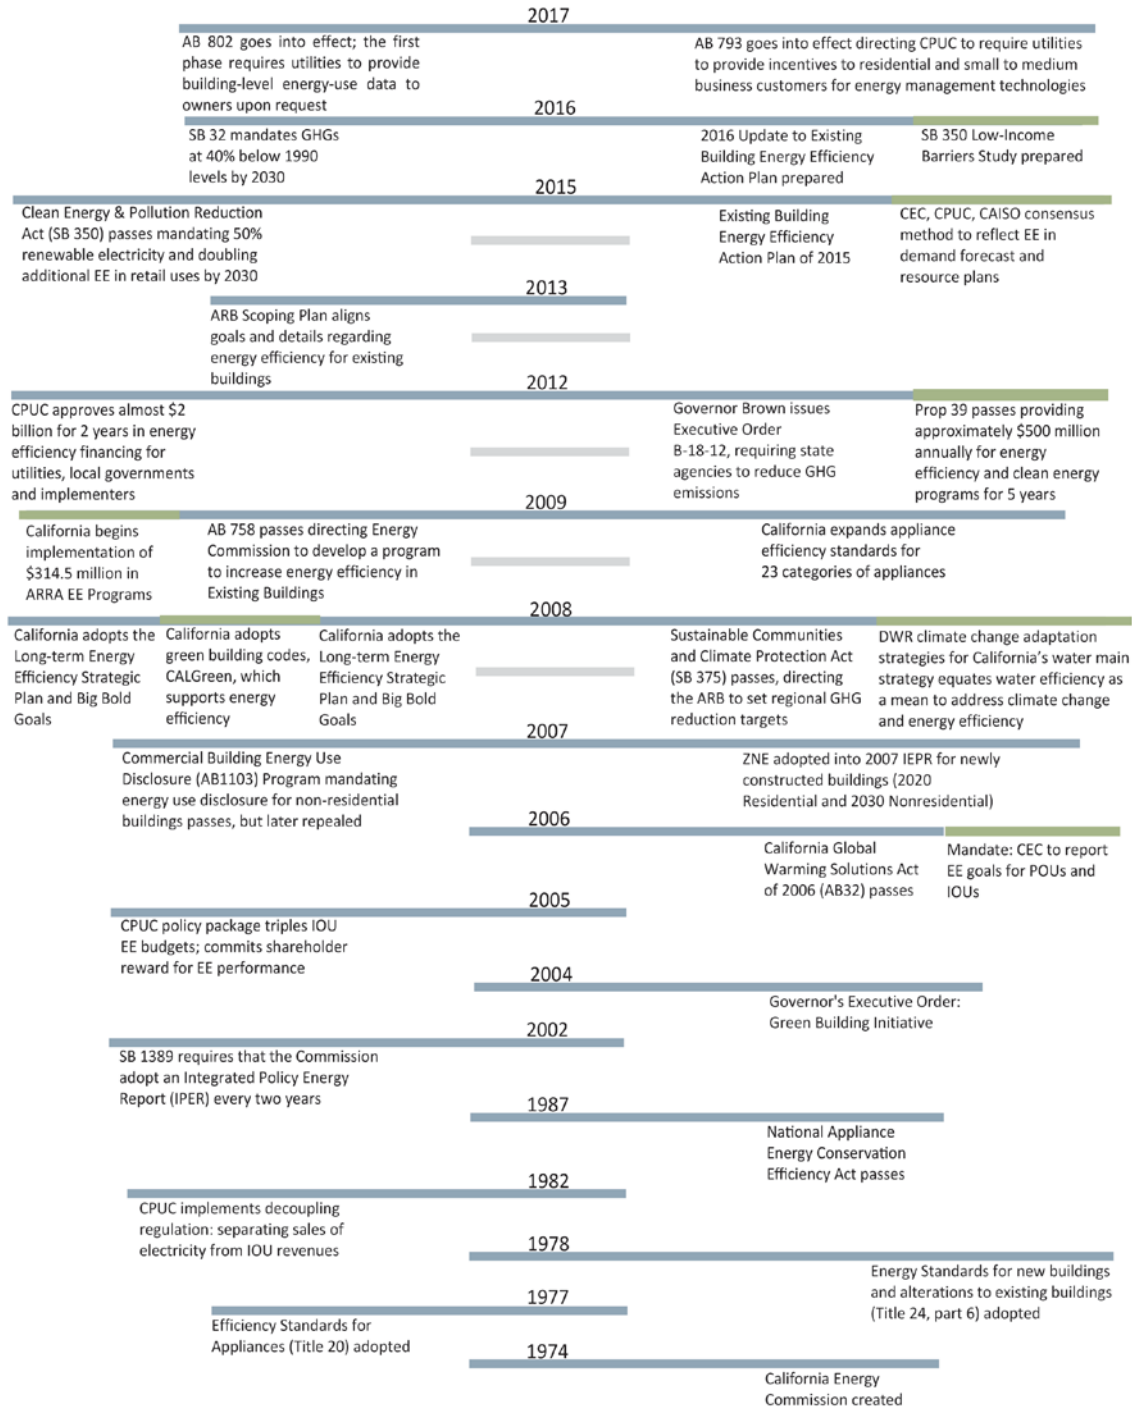 2017
AB 802 goes into effect; the first
phase requires utilities to provide
building-level energy-use data to
owners upon request
AB 793 goes into effect directing CPUC to require utilities
to provide incentives to residential and small to medium
business customers for energy management technologies
2016
SB 32 mandates GHGs
at 40% below 1990
levels by 2030
2016 Update to Existing
Building Energy Efficiency
Action Plan prepared
SB 350 Low-Income
Barriers Study prepared
2015
Clean Energy & Pollution Reduction
Act (SB 350) passes mandating 50%
renewable electricity and doubling
additional EE in retail uses by 2030
Existing Building
Energy Efficiency
Action Plan of 2015
CEC, CPUC, CAISO consensus
method to reflect EE in
demand forecast and
resource plans
2013
ARB Scoping Plan aligns
goals and details regarding
energy efficiency for existing
buildings
2012
CPUC approves almost $2
billion for 2 years in energy
efficiency financing for
utilities, local governments
and implementers
Governor Brown issues
Executive Order
B-18-12, requiring state
agencies to reduce GHG
emissions
Prop 39 passes providing
approximately $500 million
annually for energy
efficiency and clean energy
programs for 5 years
2009
California begins
implementation of
$314.5 million in
ARRA EE Programs
AB 758 passes directing Energy
Commission to develop a program
to increase energy efficiency in
Existing Buildings
California expands appliance
efficiency standards for
23 categories of appliances
2008
California adopts the
Long-term Energy
Efficiency Strategic
Plan and Big Bold
Goals
California adopts
green building codes,
CALGreen, which
supports energy
efficiency
California adopts the
Long-term Energy
Efficiency Strategic
Plan and Big Bold
Goals
Sustainable Communities
and Climate Protection Act
(SB 375) passes, directing
the ARB to set regional GHG
reduction targets
DWR climate change adaptation
strategies for California's water main
strategy equates water efficiency as
a mean to address climate change
and energy efficiency
2007
Commercial Building Energy Use
Disclosure (AB1103) Program mandating
energy use disclosure for non-residential
buildings passes, but later repealed
ZNE adopted into 2007 IEPR for newly
constructed buildings (2020
Residential and 2030 Nonresidential)
2006
California Global
Warming Solutions Act
of 2006 (AB32) passes
Mandate: CEC to report
EE goals for POUs and
IOUs
2005
CPUC policy package triples IOU
EE budgets; commits shareholder
reward for EE performance
2004
Governor's Executive Order:
Green Building Initiative
2002
SB 1389 requires that the Commission
adopt an Integrated Policy Energy
Report (IPER) every two years
1987
National Appliance
Energy Conservation
Efficiency Act passes
1982
CPUC implements decoupling
regulation: separating sales of
electricity from IOU revenues
1978
Energy Standards for new buildings
and alterations to existing buildings
(Title 24, part 6) adopted
1977
Efficiency Standards for
Appliances (Title 20) adopted
1974
California Energy
Commission created